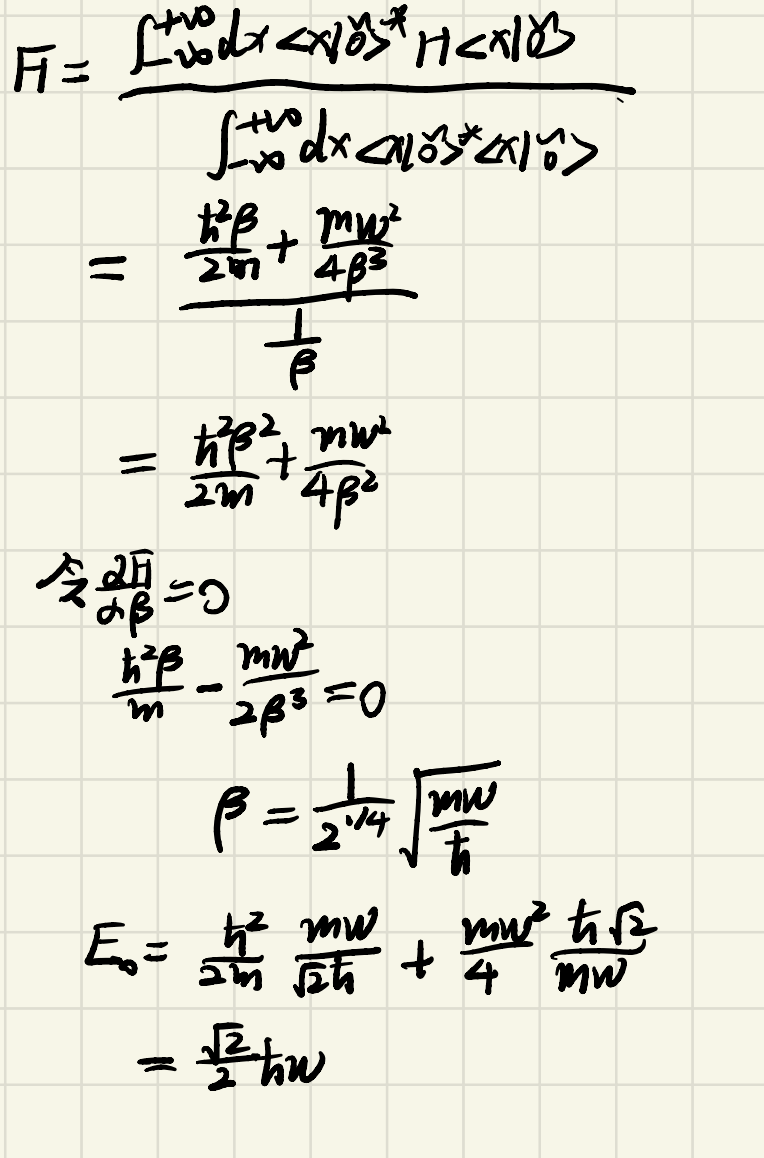 H̄ = ∫_{-∞}^{+∞} dx <x|0̃>* H <x|0̃> / ∫_{-∞}^{+∞} dx <x|0̃>* <x|0̃>
= (ħ²β/2m + mω²/4β³) / (1/β)
= ħ²β²/2m + mω²/4β²
令 dH̄/dβ = 0
ħ²β/m - mω²/2β³ = 0
β = 1/2^{1/4} √(mω/ħ)
E₀ = ħ²/2m mω/√2ħ + mω²/4 ħ√2/mω
= √2/2 ħω